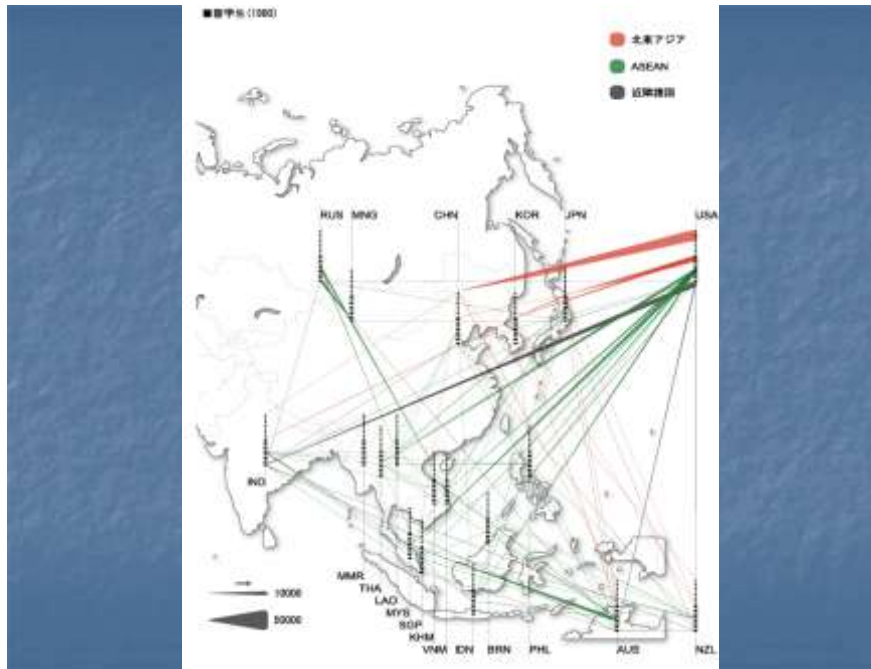 ■留学生(1990)
北東アジア
ASEAN
近隣諸国
RUS MNG CHN KOR JPN USA
IND
MMR
THA
LAO
MYS
SGP
KHM
VNM IDN BRN PHL AUS NZL
10000
50000